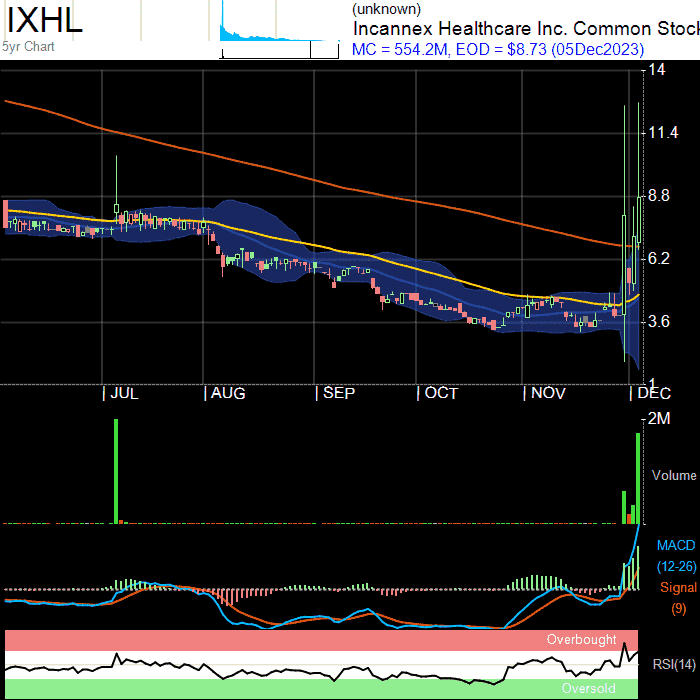 IXHL
5yr Chart
(unknown)
Incannex Healthcare Inc. Common Stock
MC = 554.2M, EOD = $8.73 (05Dec2023)
14
11.4
8.8
6.2
3.6
1
JUL AUG SEP OCT NOV DEC
2M
Volume
MACD
(12-26)
Signal
(9)
Overbought
RSI(14)
Oversold